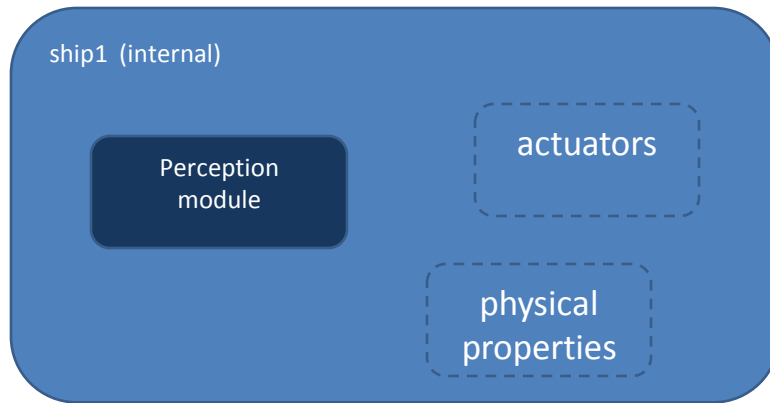 ship1 (internal)
Perception
module
actuators
physical
properties